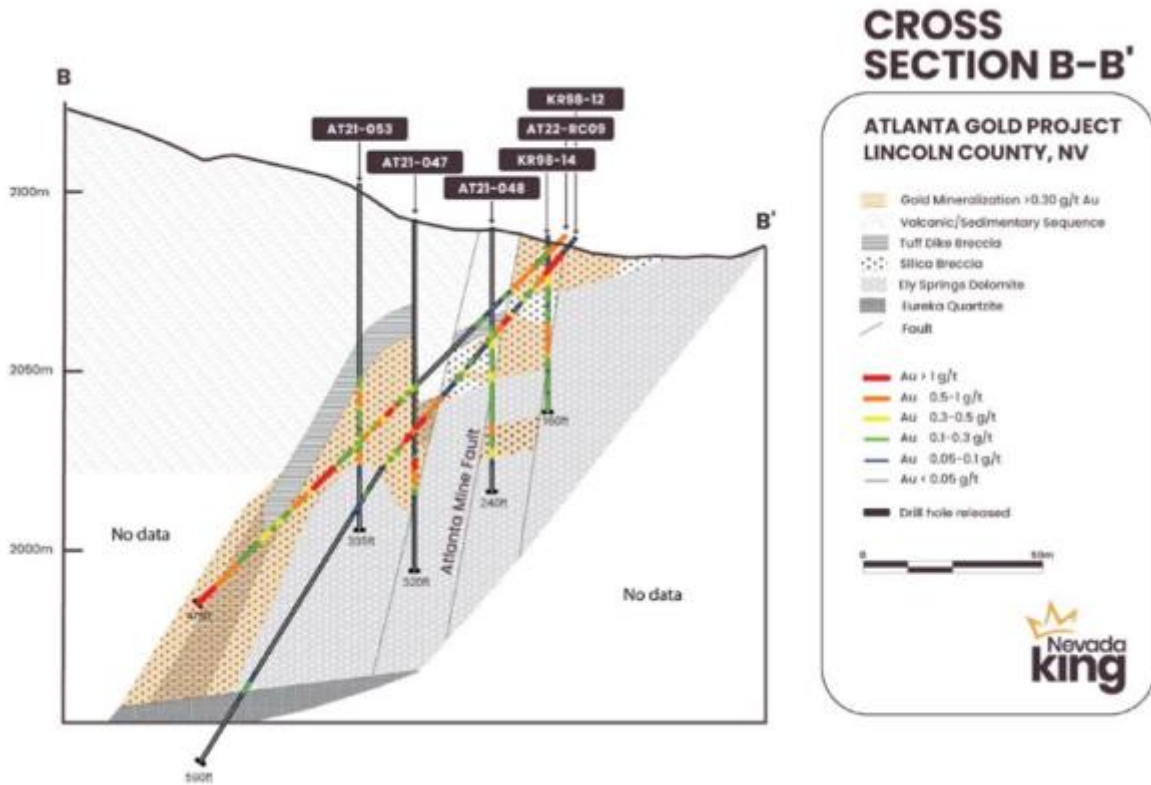 CROSS
SECTION B-B'
B
KR98-12
AT21-053
AT22-RC09
AT21-047
KR98-14
AT21-048
B'
2100m
2050m
2000m
160ft
240ft
335ft
320ft
475ft
590ft
No data
No data
Atlanta Mine Fault
ATLANTA GOLD PROJECT
LINCOLN COUNTY, NV
Gold Mineralization >0.30 g/t Au
Volcanic/Sedimentary Sequence
Tuff Dike Breccia
Silica Breccia
Ely Springs Dolomite
Eureka Quartzite
Fault
Au > 1 g/t
Au 0.5-1 g/t
Au 0.3-0.5 g/t
Au 0.1-0.3 g/t
Au 0.05-0.1 g/t
Au < 0.05 g/t
Drill hole released
0 50m
Nevada
king